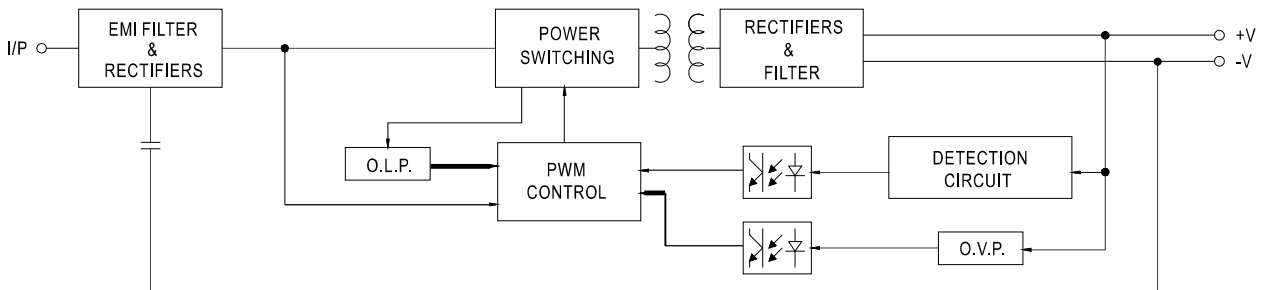 I/P
EMI FILTER
&
RECTIFIERS
POWER
SWITCHING
RECTIFIERS
&
FILTER
+V
-V
O.L.P.
PWM
CONTROL
DETECTION
CIRCUIT
O.V.P.